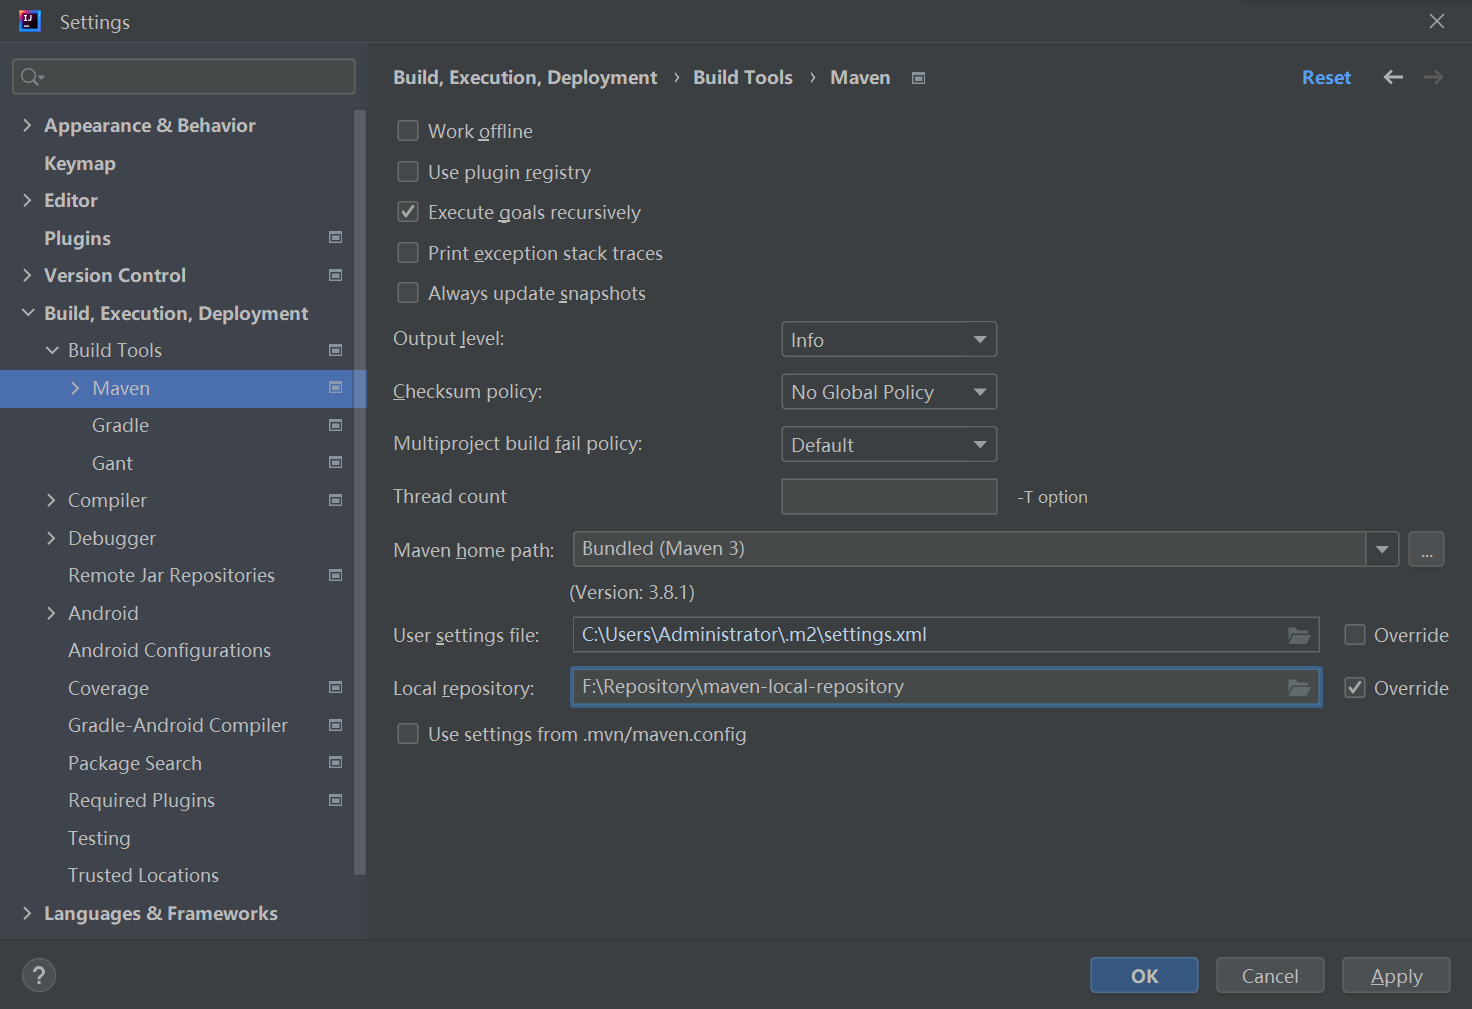 Settings
Appearance & Behavior
Keymap
Editor
Plugins
Version Control
Build, Execution, Deployment
Build Tools
Maven
Gradle
Gant
Compiler
Debugger
Remote Jar Repositories
Android
Android Configurations
Coverage
Gradle-Android Compiler
Package Search
Required Plugins
Testing
Trusted Locations
Languages & Frameworks
Build, Execution, Deployment › Build Tools › Maven
Reset
Work offline
Use plugin registry
Execute goals recursively
Print exception stack traces
Always update snapshots
Output level: Info
Checksum policy: No Global Policy
Multiproject build fail policy: Default
Thread count -T option
Maven home path: Bundled (Maven 3) ...
(Version: 3.8.1)
User settings file: C:\Users\Administrator\.m2\settings.xml Override
Local repository: F:\Repository\maven-local-repository Override
Use settings from .mvn/maven.config
? OK Cancel Apply